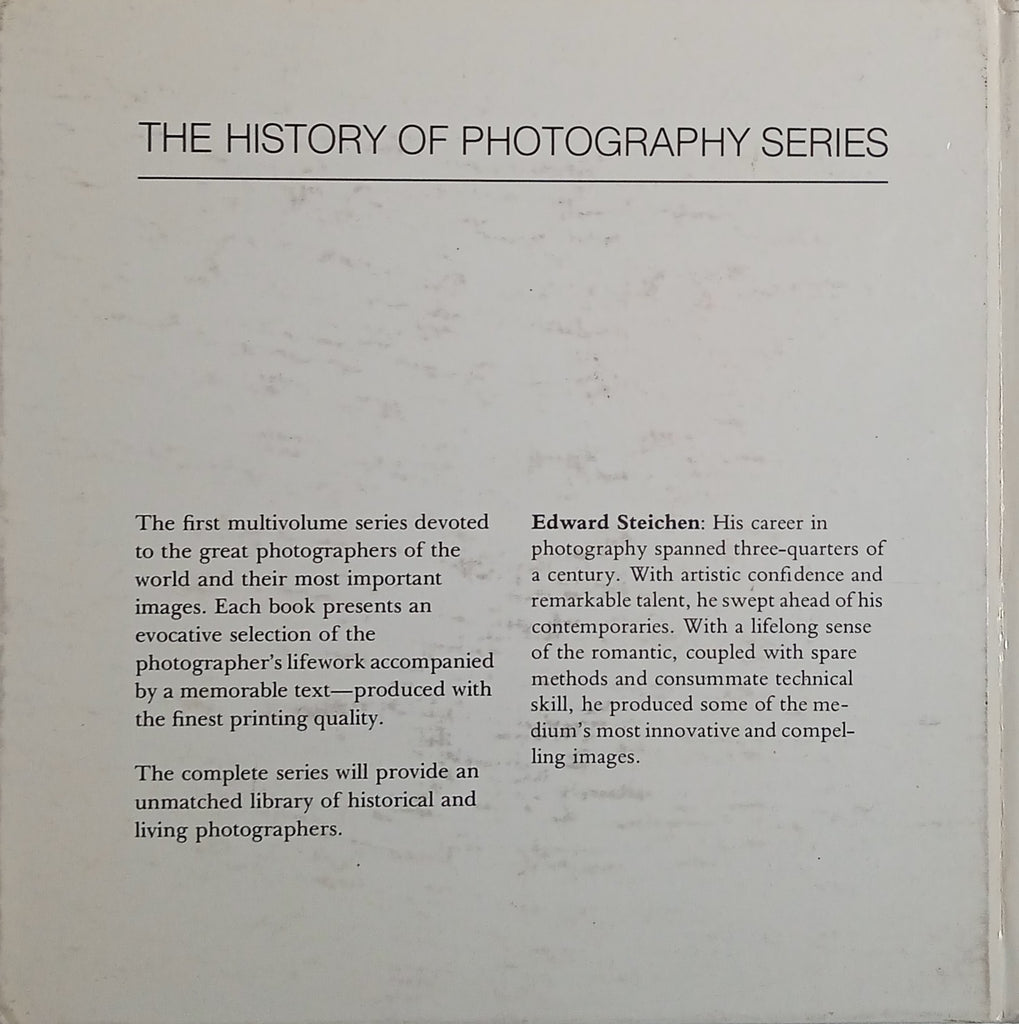 THE HISTORY OF PHOTOGRAPHY SERIES
The first multivolume series devoted
to the great photographers of the
world and their most important
images. Each book presents an
evocative selection of the
photographer's lifework accompanied
by a memorable text—produced with
the finest printing quality.
The complete series will provide an
unmatched library of historical and
living photographers.
Edward Steichen: His career in
photography spanned three-quarters of
a century. With artistic confidence and
remarkable talent, he swept ahead of his
contemporaries. With a lifelong sense
of the romantic, coupled with spare
methods and consummate technical
skill, he produced some of the me-
dium's most innovative and compel-
ling images.